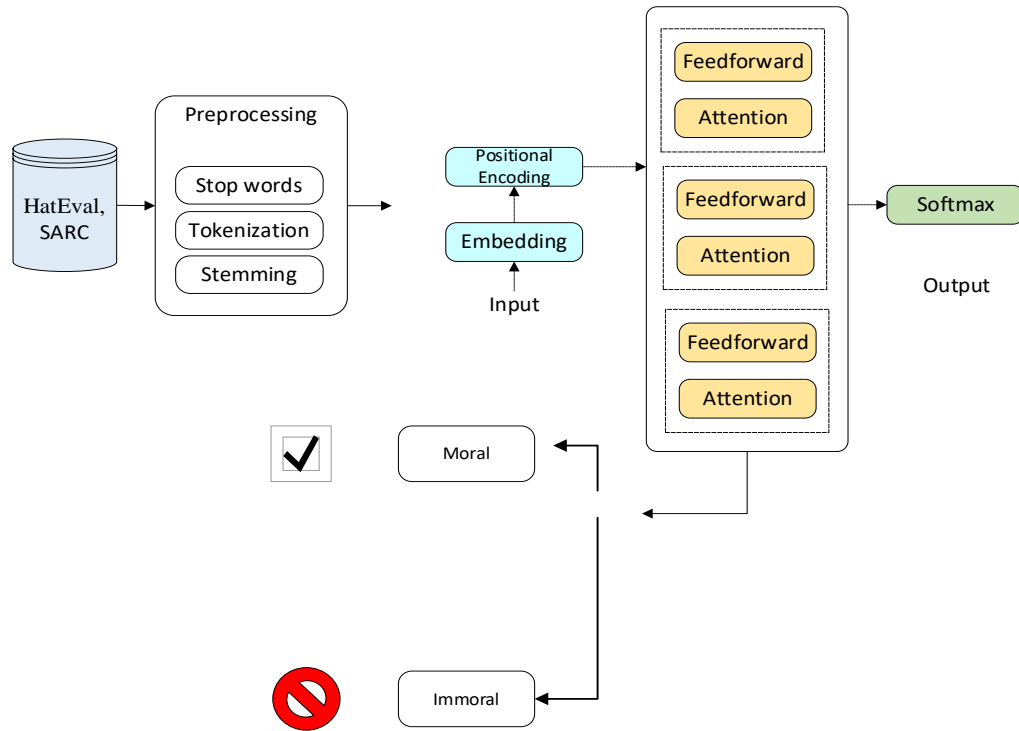 HatEval,
SARC
Preprocessing
Stop words
Tokenization
Stemming
Positional
Encoding
Embedding
Input
Feedforward
Attention
Feedforward
Attention
Feedforward
Attention
Softmax
Output
Moral
Immoral